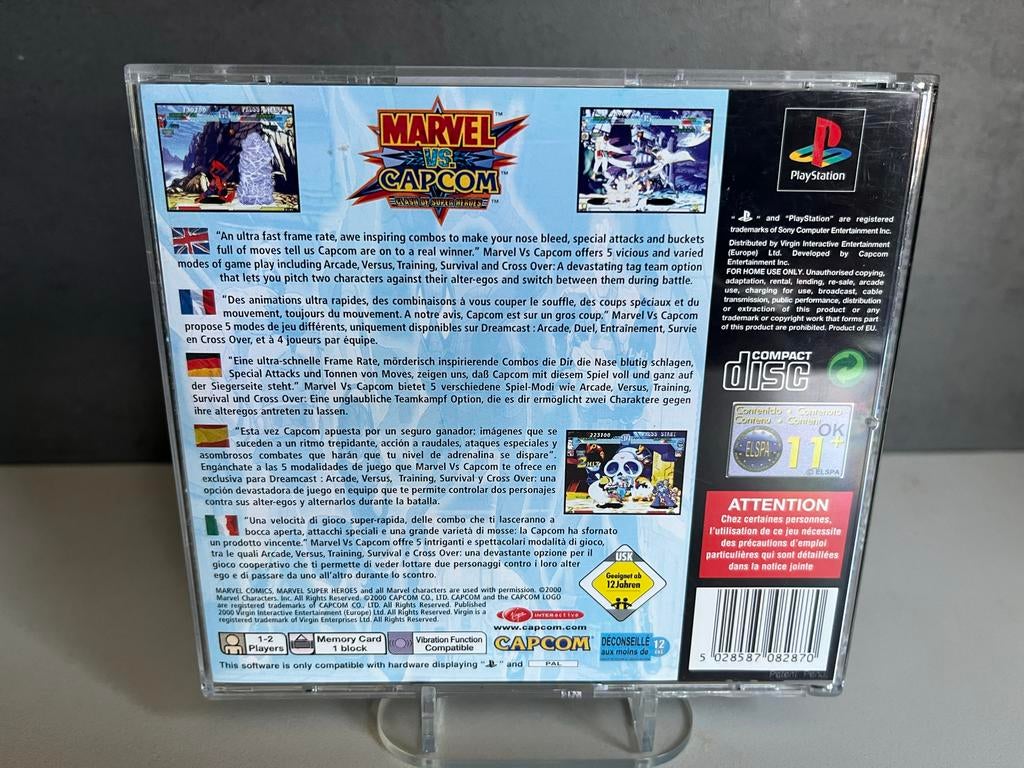 MARVEL™
VS.
CAPCOM™
CLASH OF SUPER HEROES™
"An ultra fast frame rate, awe inspiring combos to make your nose bleed, special attacks and buckets
full of moves tell us Capcom are on to a real winner." Marvel Vs Capcom offers 5 vicious and varied
modes of game play including Arcade, Versus, Training, Survival and Cross Over: A devastating tag team option
that lets you pitch two characters against their alter-egos and switch between them during battle.
"Des animations ultra rapides, des combinaisons à vous couper le souffle, des coups spéciaux et du
mouvement, toujours du mouvement. A notre avis, Capcom est sur un gros coup." Marvel Vs Capcom
propose 5 modes de jeu différents, uniquement disponibles sur Dreamcast : Arcade, Duel, Entraînement, Survie
en Cross Over, et à 4 joueurs par équipe.
"Eine ultra-schnelle Frame Rate, mörderisch inspirierende Combos die Dir die Nase blutig schlagen,
Special Attacks und Tonnen von Moves, zeigen uns, daß Capcom mit diesem Spiel voll und ganz auf
der Siegerseite steht." Marvel Vs Capcom bietet 5 verschiedene Spiel-Modi wie Arcade, Versus, Training,
Survival und Cross Over: Eine unglaubliche Teamkampf Option, die es dir ermöglicht zwei Charaktere gegen
ihre alteregos antreten zu lassen.
"Esta vez Capcom apuesta por un seguro ganador: imágenes que se
suceden a un ritmo trepidante, acción a raudales, ataques especiales y
asombrosos combates que harán que tu nivel de adrenalina se dispare".
Engánchate a las 5 modalidades de juego que Marvel Vs Capcom te ofrece en
exclusiva para Dreamcast : Arcade, Versus, Training, Survival y Cross Over: una
opción devastadora de juego en equipo que te permite controlar dos personajes
contra sus alter-egos y alternarlos durante la batalla.
223100 PRESS START
"Una velocità di gioco super-rapida, delle combo che ti lasceranno a
bocca aperta, attacchi speciali e una grande varietà di mosse: la Capcom ha sfornato
un prodotto vincente." Marvel Vs Capcom offre 5 intriganti e spettacolari modalità di gioco,
tra le quali Arcade, Versus, Training, Survival e Cross Over: una devastante opzione per il
gioco cooperativo che ti permette di veder lottare due personaggi contro i loro alter
ego e di passare da uno all'altro durante lo scontro.
MARVEL COMICS, MARVEL SUPER HEROES and all Marvel characters are used with permission. ©2000
Marvel Characters, Inc. All Rights Reserved. ©2000 CAPCOM CO., LTD. CAPCOM and the CAPCOM LOGO
are registered trademarks of CAPCOM CO., LTD. All Rights Reserved. Published
2000 Virgin Interactive Entertainment (Europe) Ltd. All Rights Reserved. Virgin is a
registered trademark of Virgin Enterprises Ltd. All Rights Reserved.
USK
Geeignet ab
12 Jahren
Virgin interactive
www.capcom.com
1-2
Players
Memory Card
1 block
Vibration Function
Compatible
CAPCOM
DÉCONSEILLÉ
aux moins de
12
ans
This software is only compatible with hardware displaying " " and PAL
PlayStation
" " and "PlayStation" are registered
trademarks of Sony Computer Entertainment Inc.
Distributed by Virgin Interactive Entertainment
(Europe) Ltd. Developed by Capcom
Entertainment Inc.
FOR HOME USE ONLY. Unauthorised copying,
adaptation, rental, lending, re-sale, arcade
use, charging for use, broadcast, cable
transmission, public performance, distribution
or extraction of this product or any
trademark or copyright work that forms part
of this product are prohibited. Product of EU.
COMPACT
disc
Contenido • Contenuto
Contenu • Content
ELSPA
11+
OK
© ELSPA
ATTENTION
Chez certaines personnes,
l'utilisation de ce jeu nécessite
des précautions d'emploi
particulières qui sont détaillées
dans la notice jointe
5 028587 082870